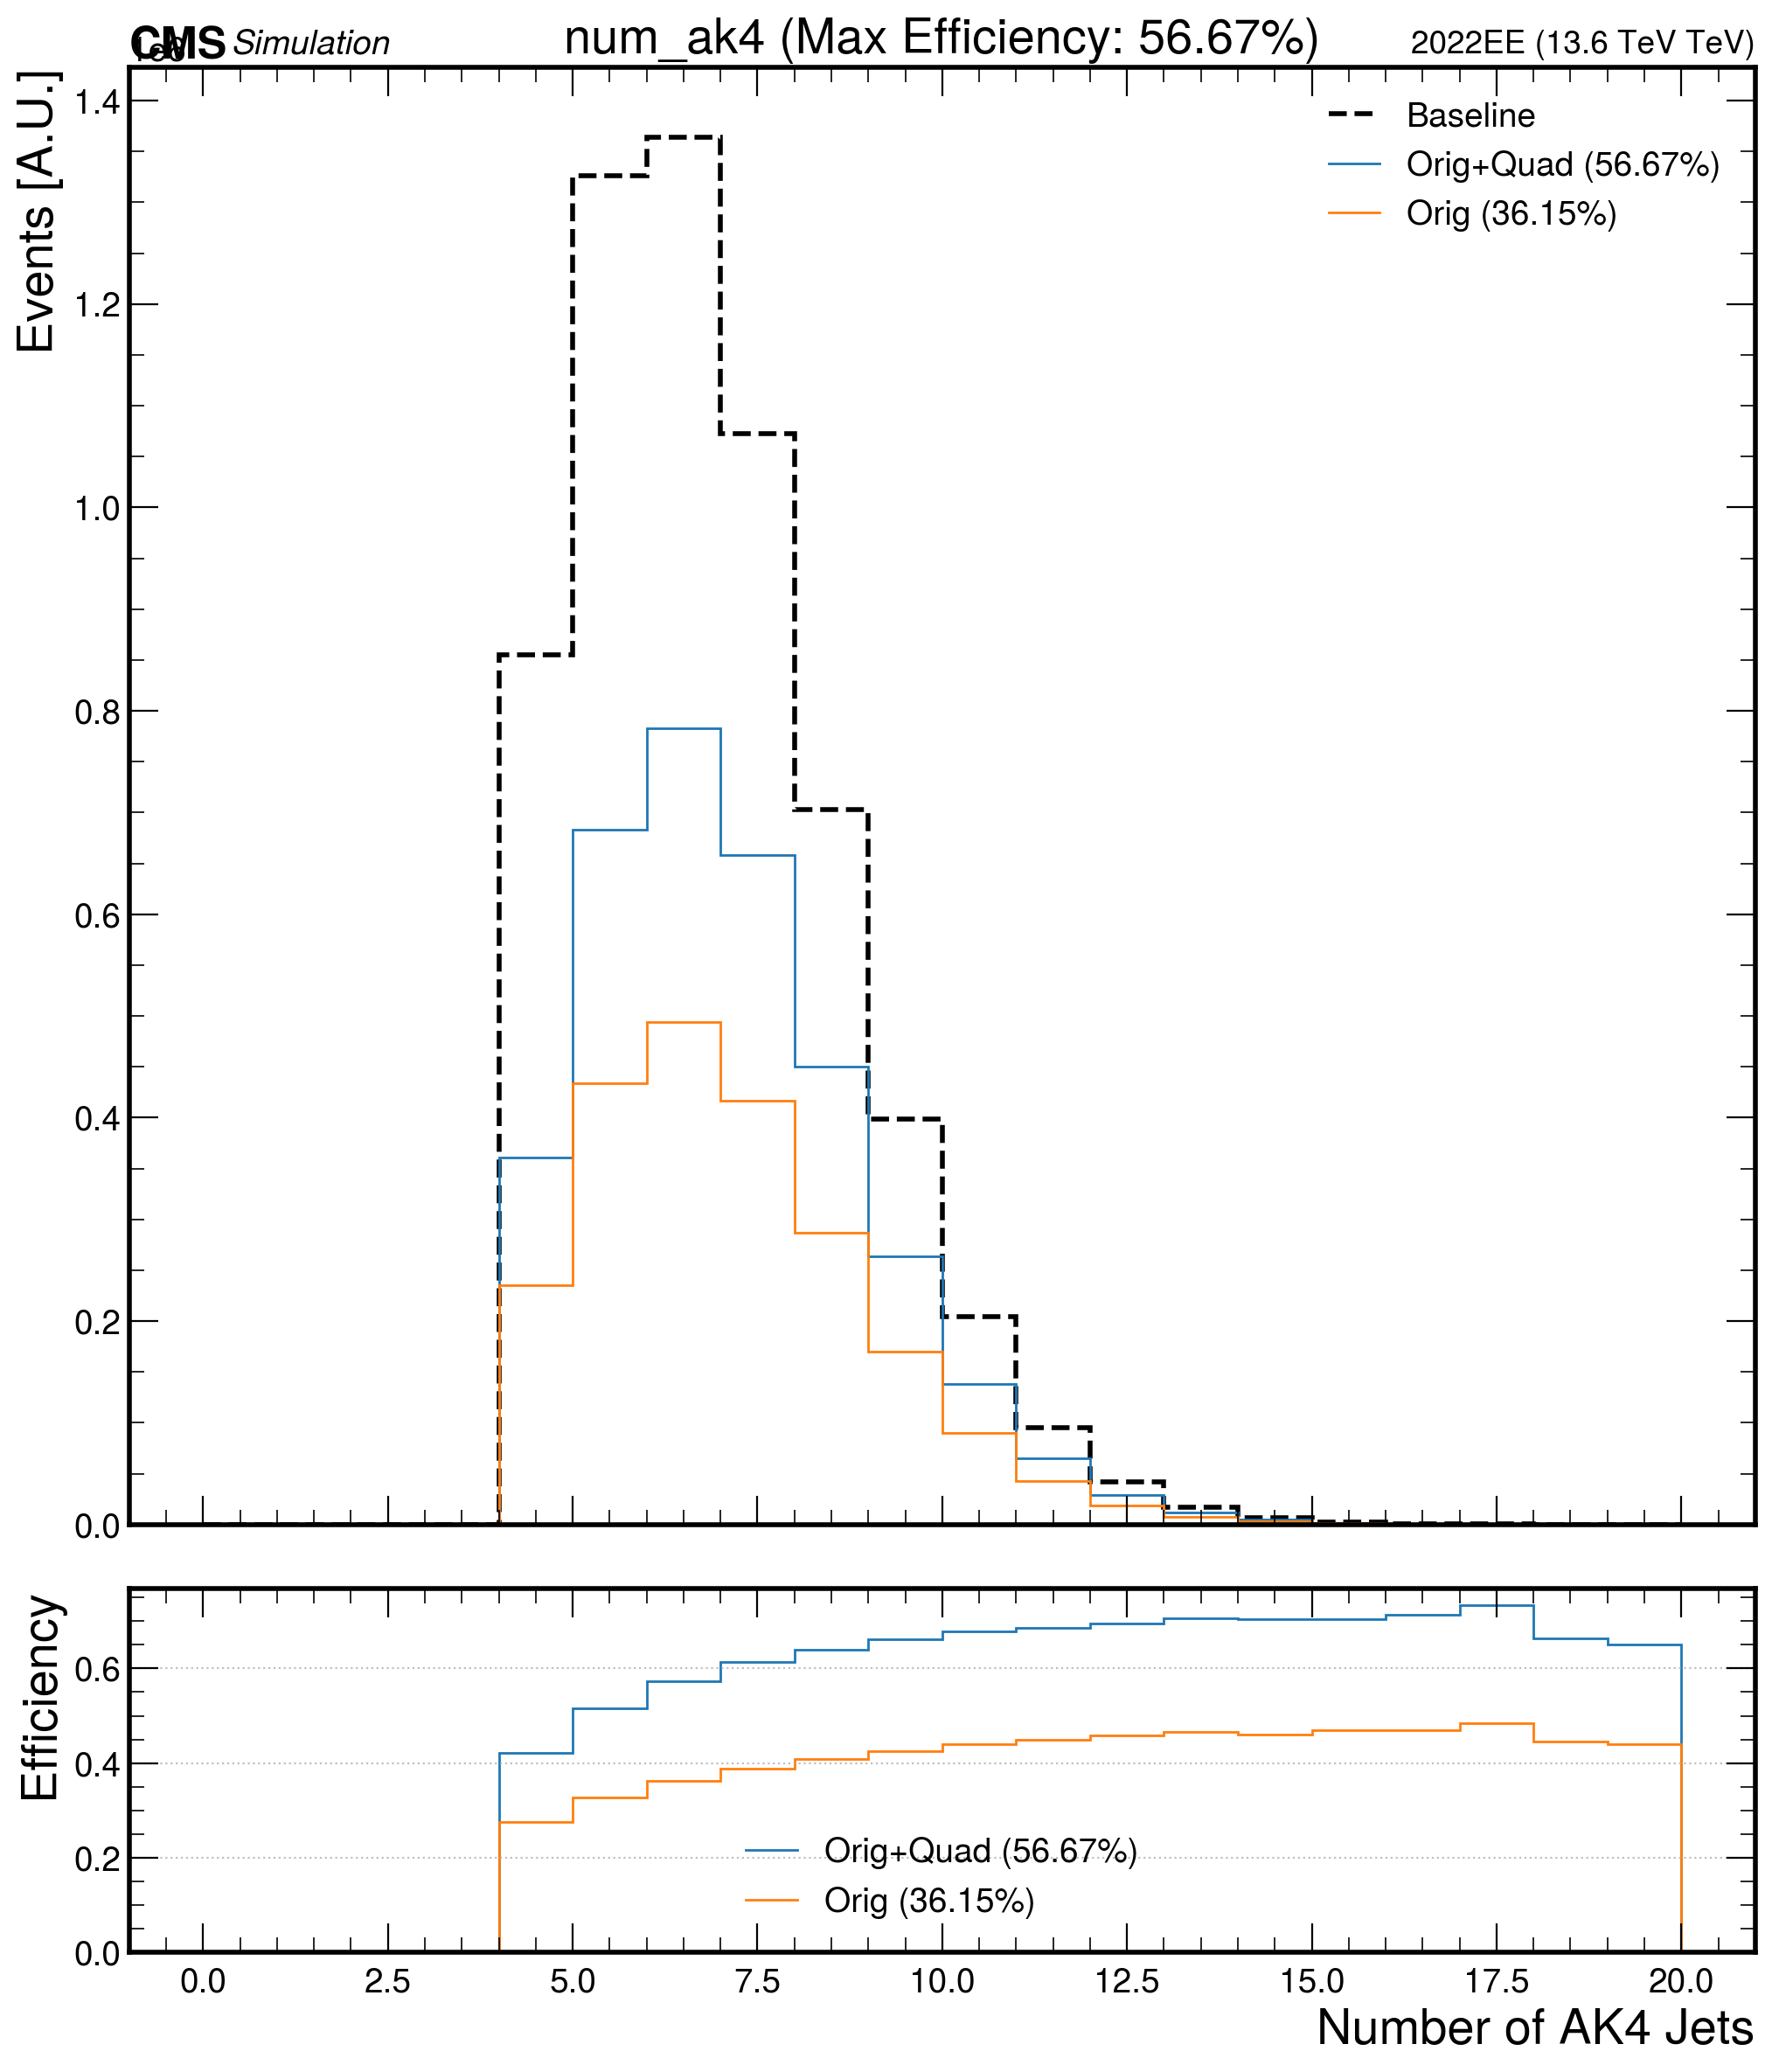 CMS Simulation
num_ak4 (Max Efficiency: 56.67%)
2022EE (13.6 TeV TeV)
Events [A.U.]
1.4
1.2
1.0
0.8
0.6
0.4
0.2
0.0
Baseline
Orig+Quad (56.67%)
Orig (36.15%)
Efficiency
0.6
0.4
0.2
0.0
Orig+Quad (56.67%)
Orig (36.15%)
0.0 2.5 5.0 7.5 10.0 12.5 15.0 17.5 20.0
Number of AK4 Jets